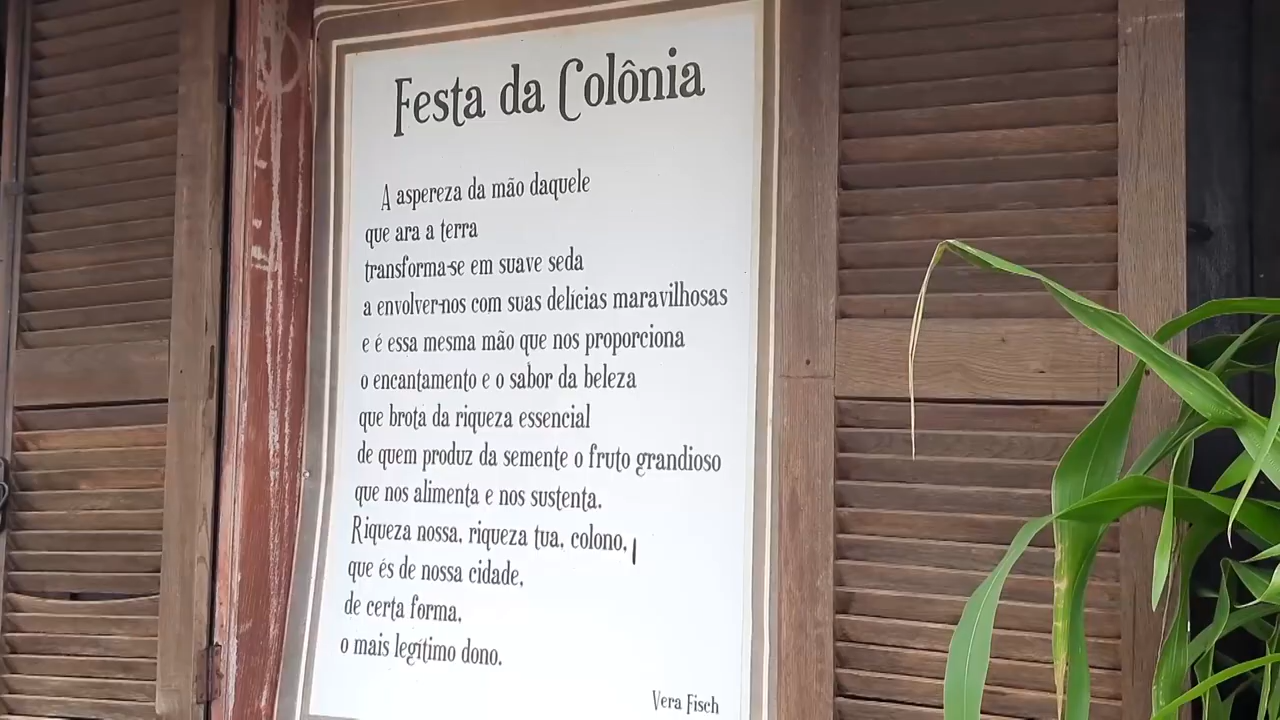 Festa da Colônia
A aspereza da mão daquele
que ara a terra
transforma-se em suave seda
a envolver-nos com suas delícias maravilhosas
e é essa mesma mão que nos proporciona
o encantamento e o sabor da beleza
que brota da riqueza essencial
de quem produz da semente o fruto grandioso
que nos alimenta e nos sustenta.
Riqueza nossa, riqueza tua, colono,
que és de nossa cidade,
de certa forma,
o mais legítimo dono.
Vera Fisch